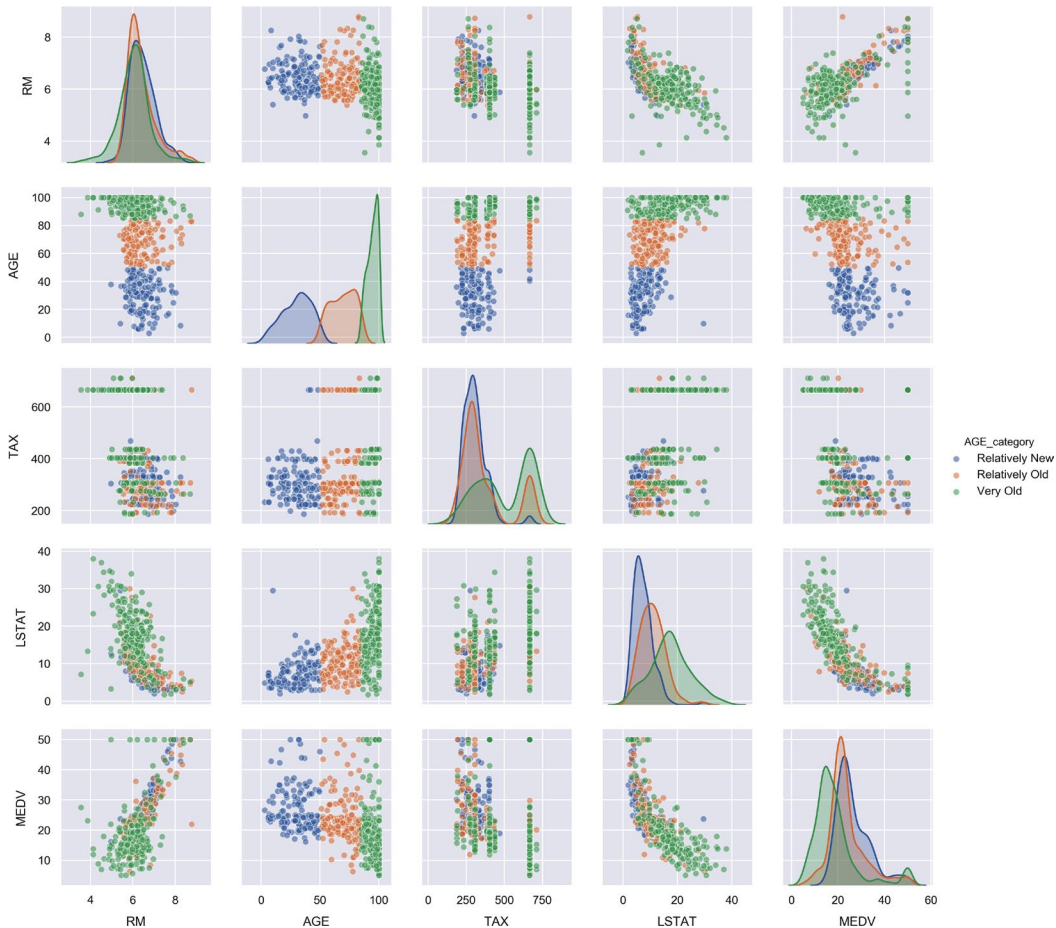 RM
8
6
4
AGE
100
80
60
40
20
0
TAX
600
400
200
LSTAT
40
30
20
10
0
MEDV
50
40
30
20
10
4 6 8
0 50 100
0 250 500 750
0 20 40
0 20 40 60
RM AGE TAX LSTAT MEDV
AGE_category
Relatively New
Relatively Old
Very Old